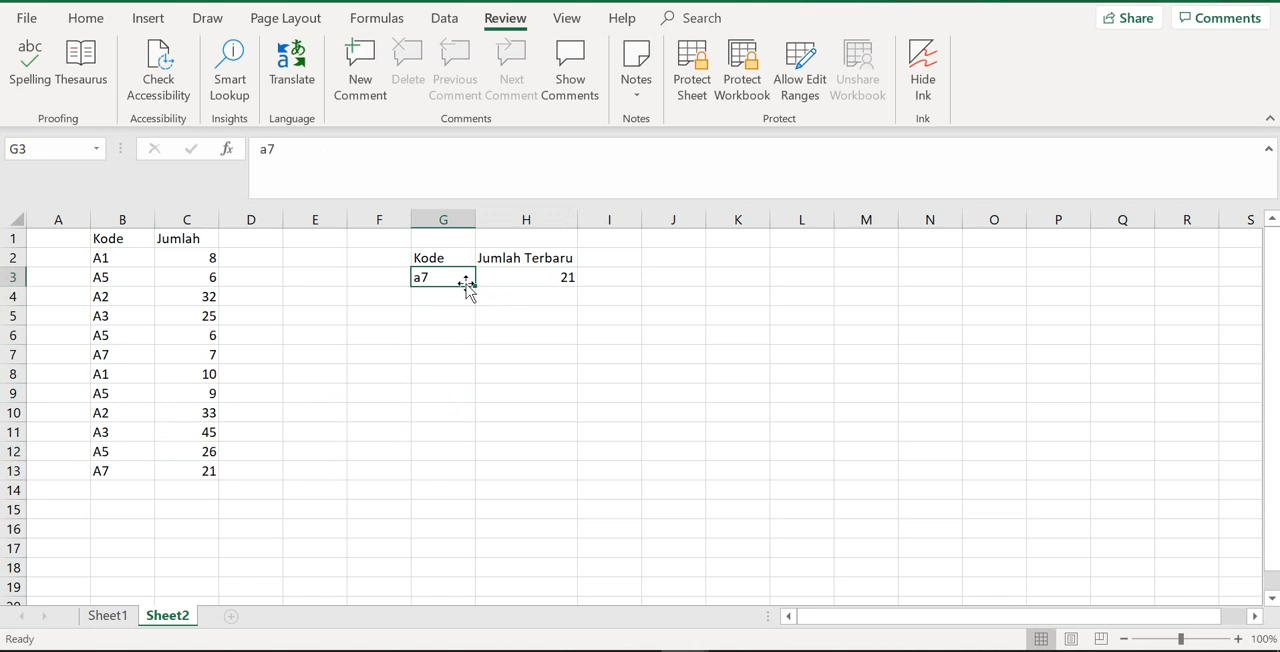 File Home Insert Draw Page Layout Formulas Data Review View Help Search Share Comments
abc
Spelling Thesaurus Check Accessibility Smart Lookup Translate New Comment Delete Previous Comment Next Comment Show Comments Notes Protect Sheet Protect Workbook Allow Edit Ranges Unshare Workbook Hide Ink
Proofing Accessibility Insights Language Comments Notes Protect Ink
G3 fx a7
A B C D E F G H I J K L M N O P Q R S
1 Kode Jumlah
2 A1 8 Kode Jumlah Terbaru
3 A5 6 a7 21
4 A2 32
5 A3 25
6 A5 6
7 A7 7
8 A1 10
9 A5 9
10 A2 33
11 A3 45
12 A5 26
13 A7 21
14
15
16
17
18
19
20
Sheet1 Sheet2
Ready 100%